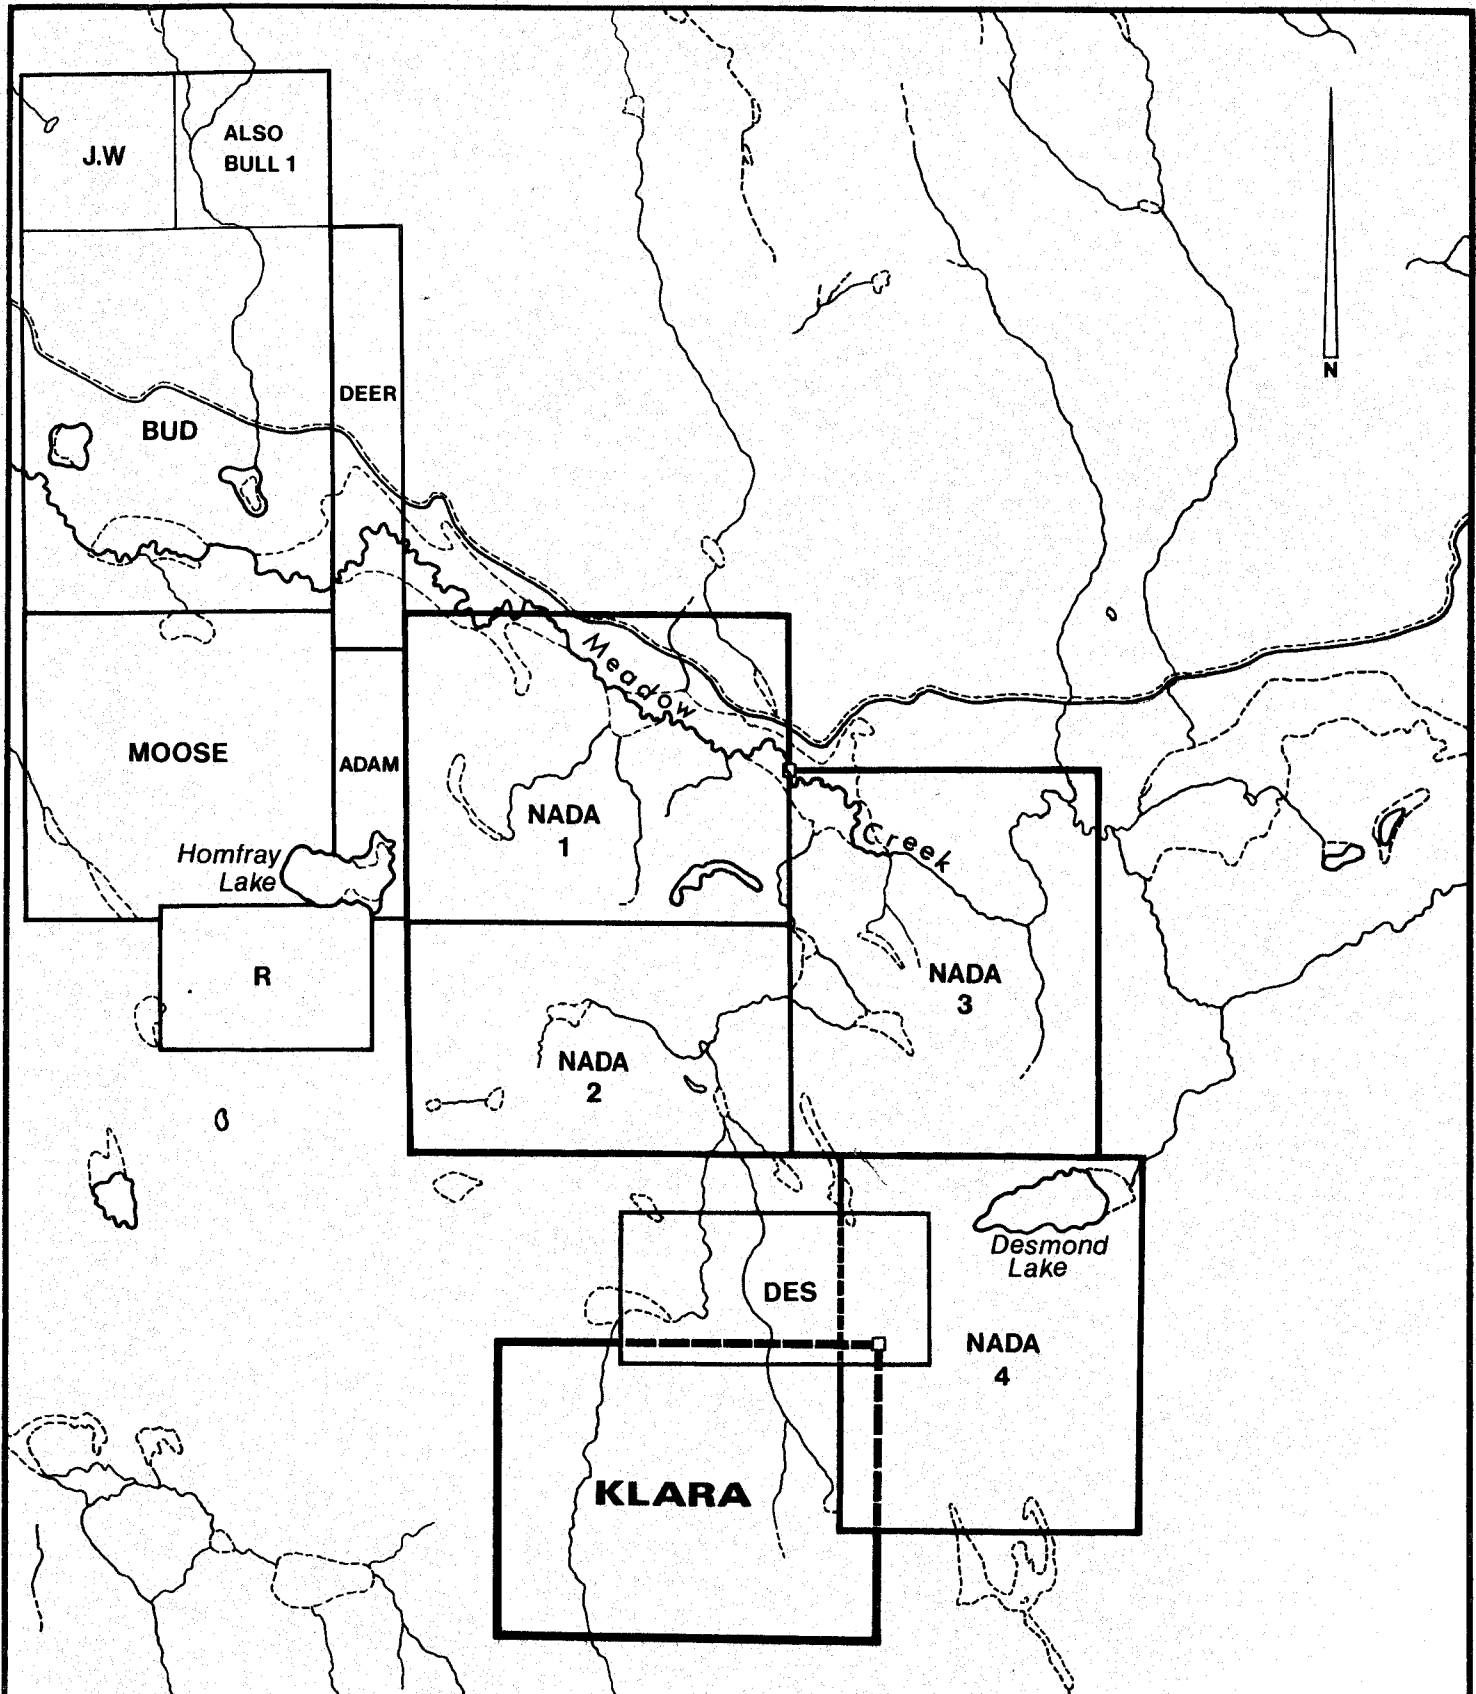 J.W
ALSO
BULL 1
N
DEER
BUD
Meadow
MOOSE
ADAM
NADA
1
Creek
Homfray
Lake
R
NADA
3
NADA
2
Desmond
Lake
DES
NADA
4
KLARA